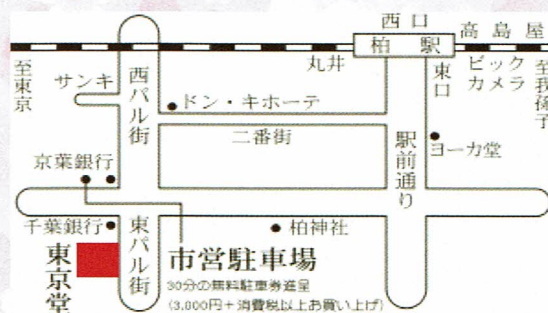 西口
高島屋
柏駅
丸井
ビック
カメラ
東口
至東京
至我孫子
サンキ
西パル街
ドン・キホーテ
二番街
駅前通り
ヨーカ堂
京葉銀行
千葉銀行
東パル街
柏神社
東京堂
市営駐車場
30分の無料駐車券進呈
(3,000円+消費税以上お買い上げ)